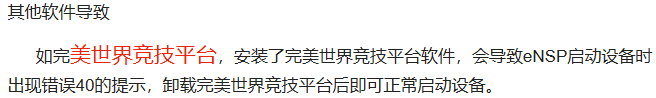 其他软件导致
如完美世界竞技平台，安装了完美世界竞技平台软件，会导致eNSP启动设备时
出现错误40的提示，卸载完美世界竞技平台后即可正常启动设备。